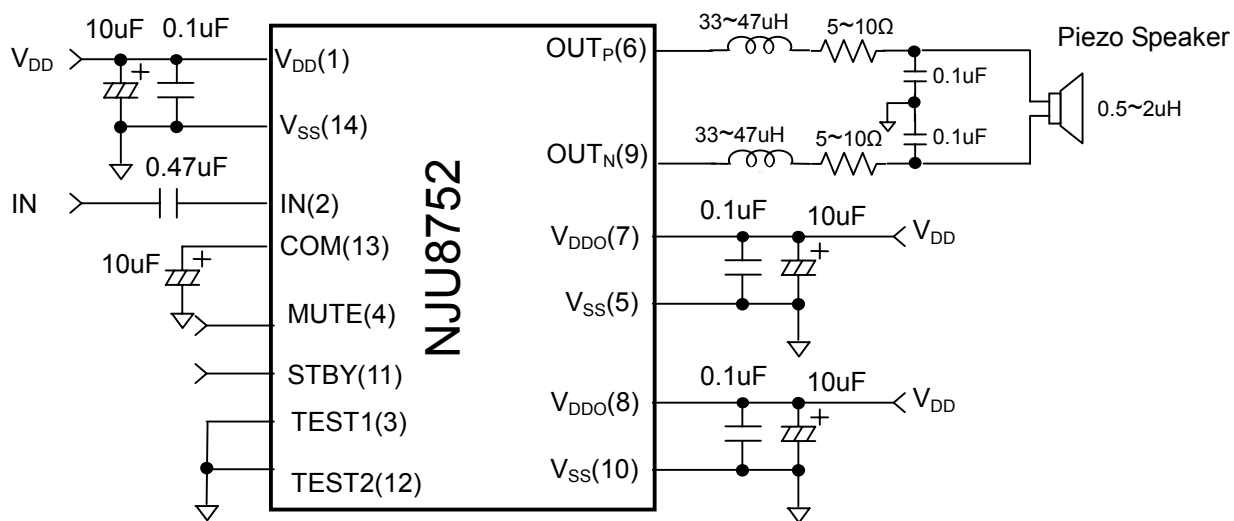 10uF 0.1uF
V_DD
V_DD(1)
V_SS(14)
0.47uF
IN
IN(2)
COM(13)
10uF
+
+
MUTE(4)
STBY(11)
TEST1(3)
TEST2(12)
NJU8752
OUT_P(6)
33~47uH
5~10Ω
Piezo Speaker
0.1uF
0.5~2uH
0.1uF
OUT_N(9)
33~47uH
5~10Ω
0.1uF 10uF
V_DDO(7)
V_DD
+
V_SS(5)
0.1uF 10uF
V_DDO(8)
V_DD
+
V_SS(10)